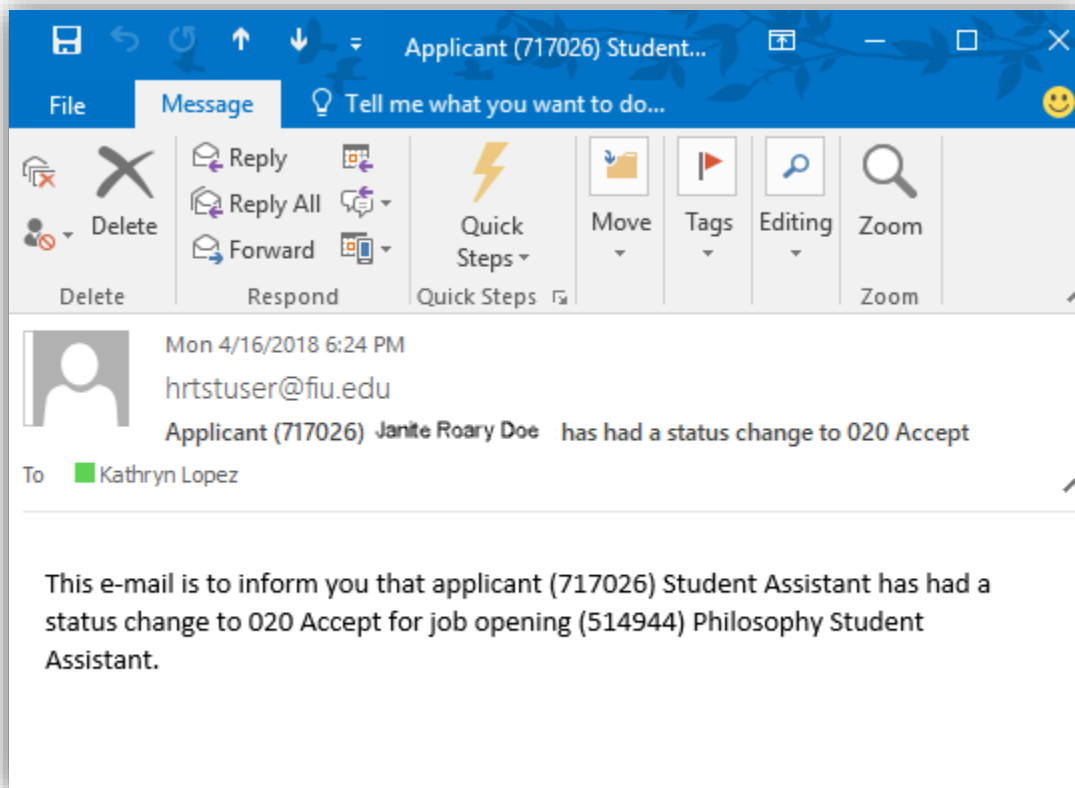 Applicant (717026) Student...
File Message Tell me what you want to do...
Delete
Reply
Reply All
Forward
Quick
Steps
Move
Tags
Editing
Zoom
Delete Respond Quick Steps Zoom
Mon 4/16/2018 6:24 PM
hrtstuser@fiu.edu
Applicant (717026) Janite Roary Doe has had a status change to 020 Accept
To Kathryn Lopez
This e-mail is to inform you that applicant (717026) Student Assistant has had a
status change to 020 Accept for job opening (514944) Philosophy Student
Assistant.